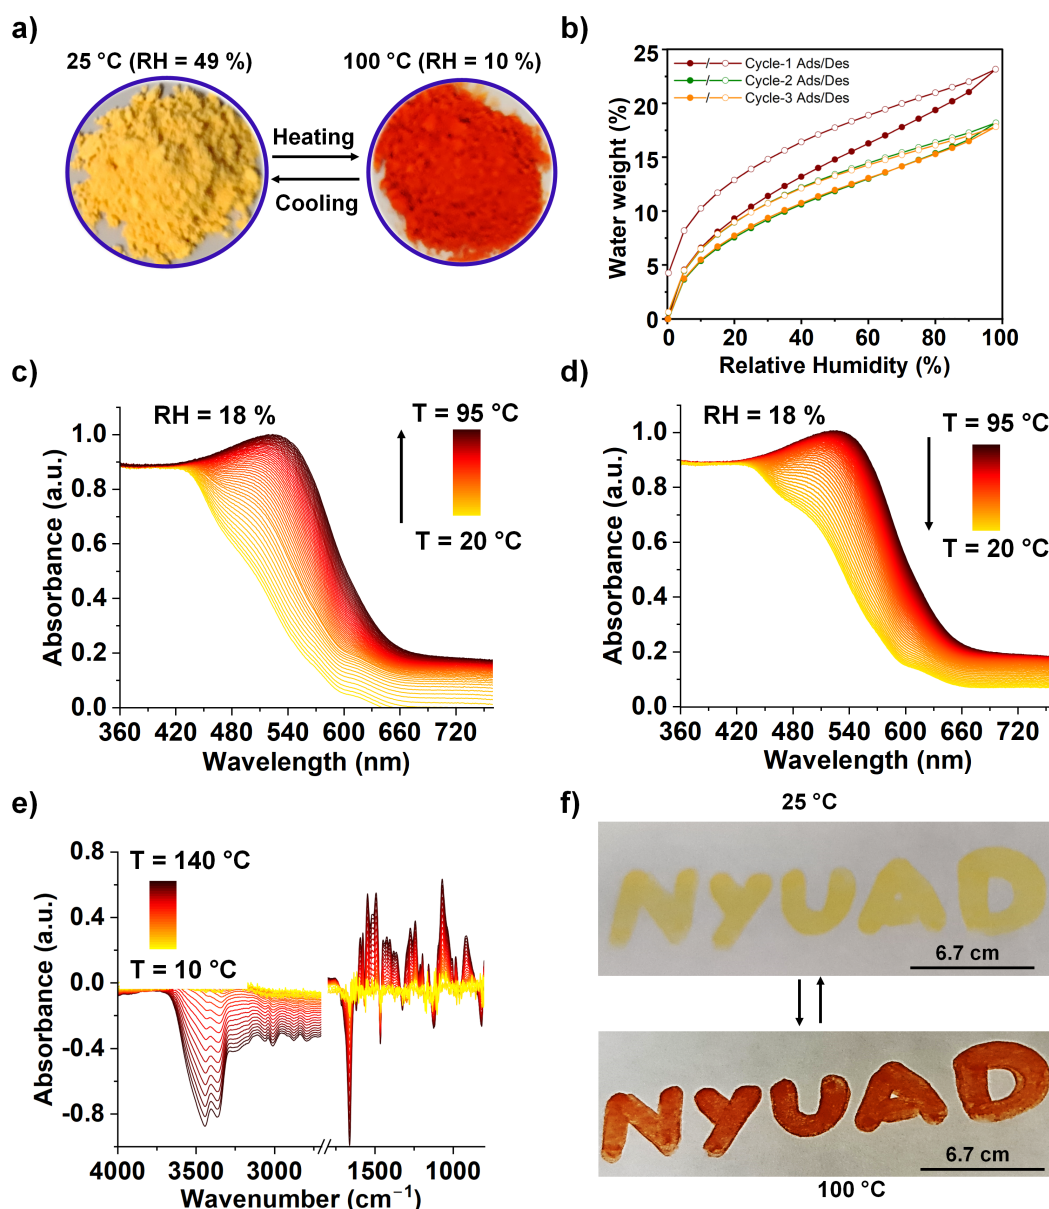 a)
25 °C (RH = 49 %)
100 °C (RH = 10 %)
Heating
Cooling
b)
Water weight (%)
25
20
15
10
5
0
Cycle-1 Ads/Des
Cycle-2 Ads/Des
Cycle-3 Ads/Des
0 20 40 60 80 100
Relative Humidity (%)
c)
RH = 18 %
T = 95 °C
T = 20 °C
Absorbance (a.u.)
1.0
0.8
0.6
0.4
0.2
0.0
360 420 480 540 600 660 720
Wavelength (nm)
d)
RH = 18 %
T = 95 °C
T = 20 °C
Absorbance (a.u.)
1.0
0.8
0.6
0.4
0.2
0.0
360 420 480 540 600 660 720
Wavelength (nm)
e)
T = 140 °C
T = 10 °C
Absorbance (a.u.)
0.8
0.4
0.0
-0.4
-0.8
4000 3500 3000 1500 1000
Wavenumber (cm⁻¹)
f)
25 °C
NYUAD
6.7 cm
NYUAD
6.7 cm
100 °C